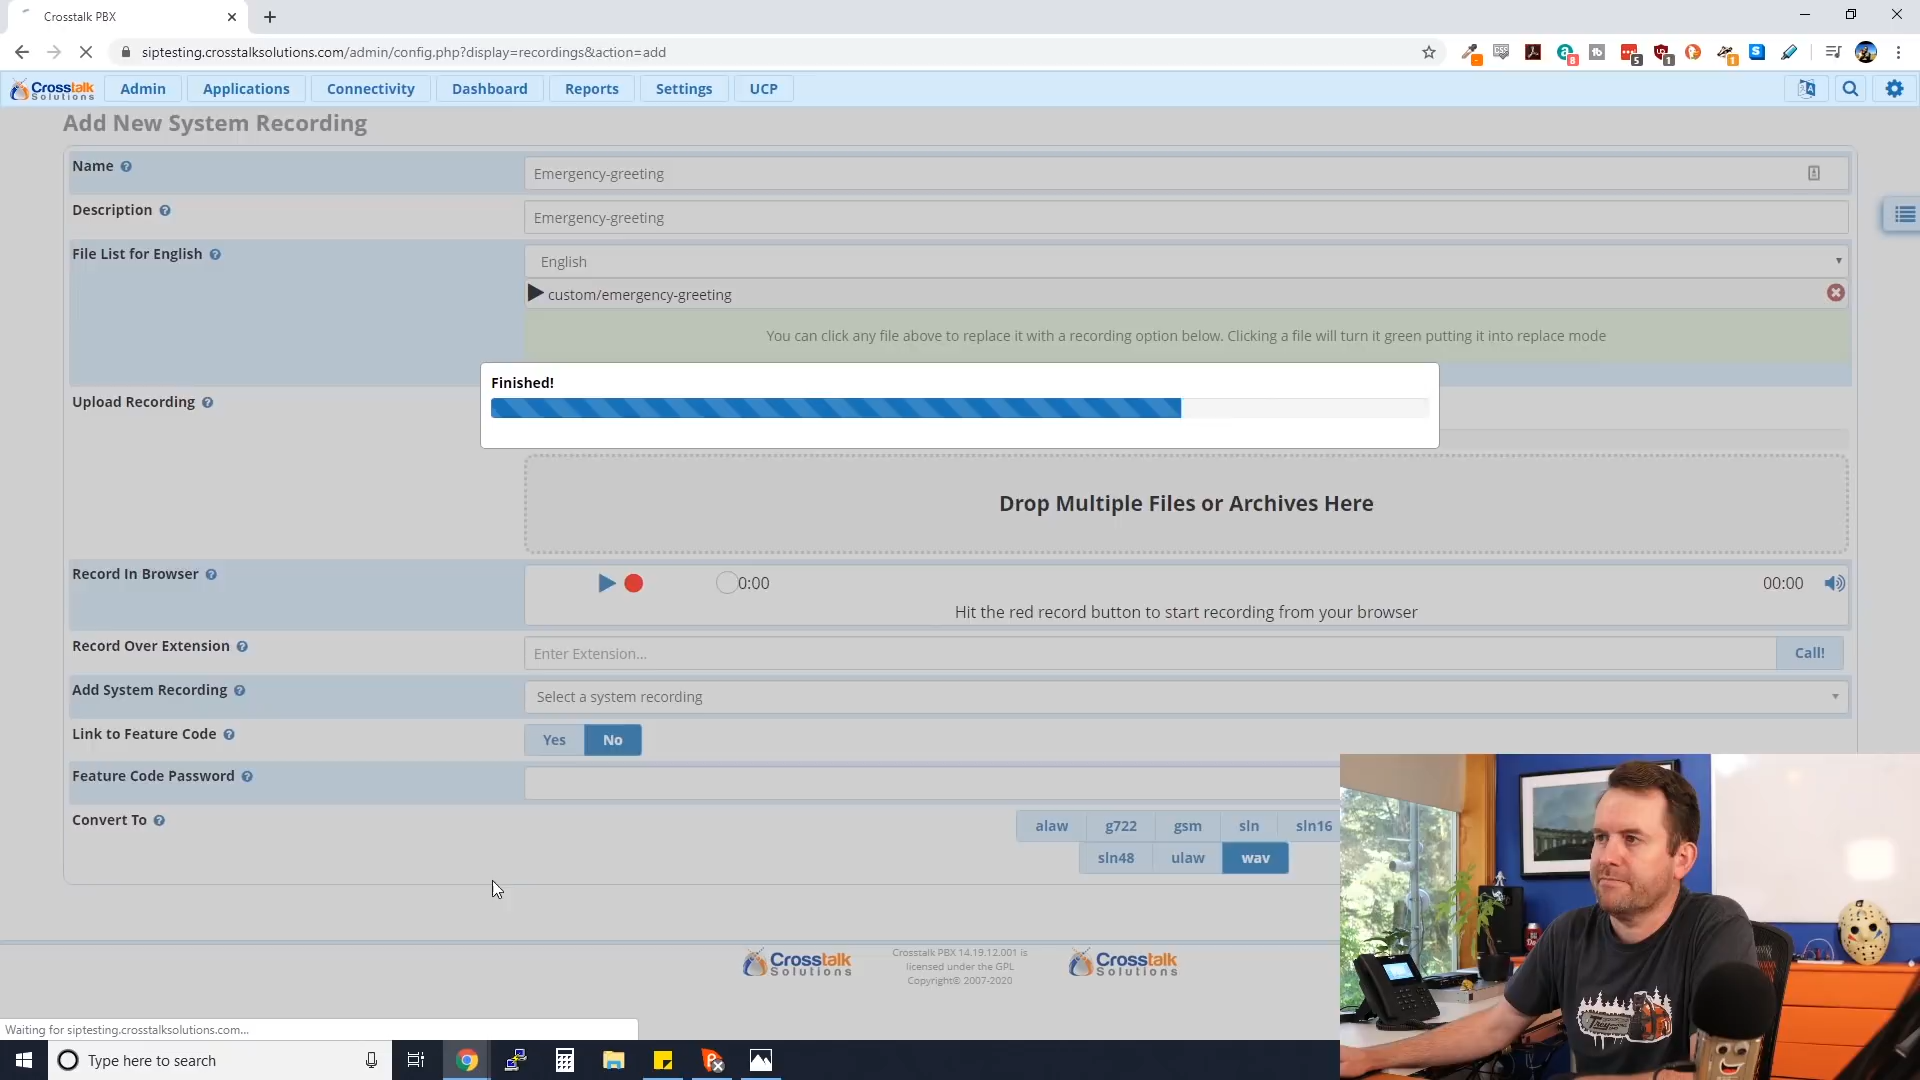 Crosstalk PBX
siptesting.crosstalksolutions.com/admin/config.php?display=recordings&action=add
Crosstalk Solutions Admin Applications Connectivity Dashboard Reports Settings UCP
Add New System Recording
Name Emergency-greeting
Description Emergency-greeting
File List for English English
custom/emergency-greeting
You can click any file above to replace it with a recording option below. Clicking a file will turn it green putting it into replace mode
Finished!
Upload Recording
Drop Multiple Files or Archives Here
Record In Browser 0:00 00:00
Hit the red record button to start recording from your browser
Record Over Extension Enter Extension... Call!
Add System Recording Select a system recording
Link to Feature Code Yes No
Feature Code Password
Convert To alaw g722 gsm sln sln16
sln48 ulaw wav
Crosstalk Solutions
Crosstalk PBX 14.19.12.001 is
licensed under the GPL
Copyright© 2007-2020
Crosstalk Solutions
Waiting for siptesting.crosstalksolutions.com...
Type here to search